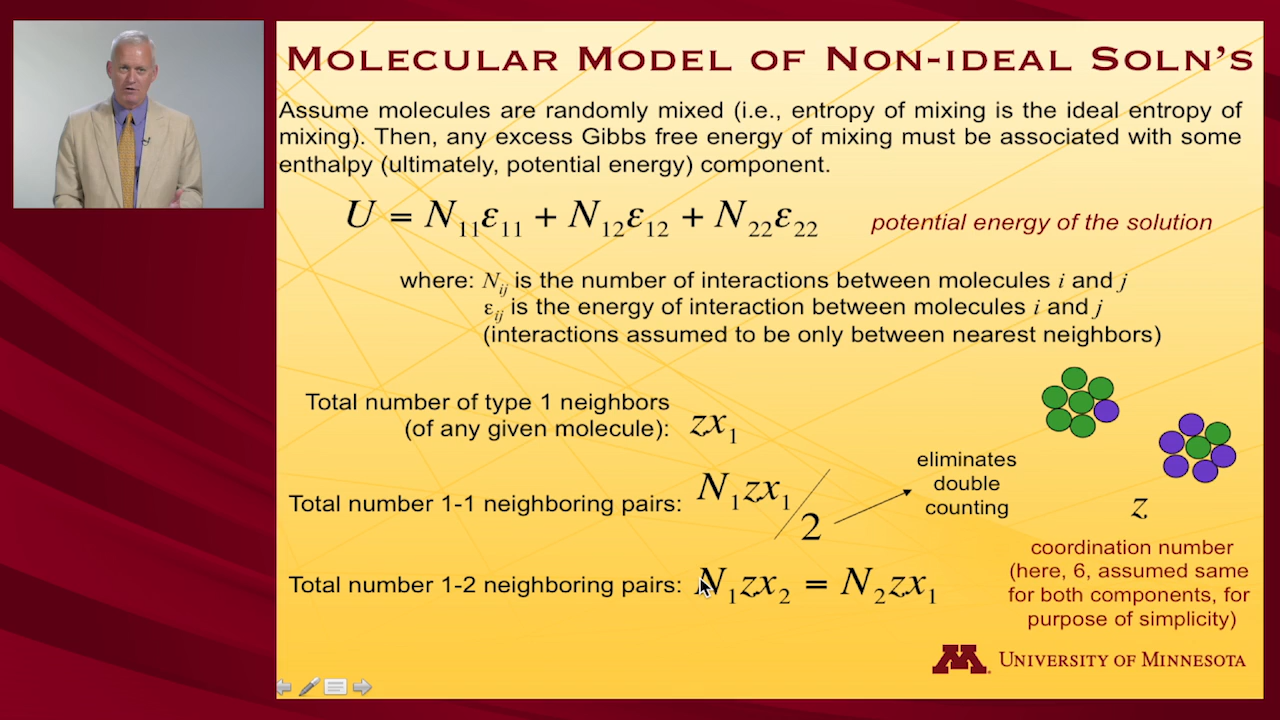 MOLECULAR MODEL OF NON-IDEAL SOLN'S
Assume molecules are randomly mixed (i.e., entropy of mixing is the ideal entropy of
mixing). Then, any excess Gibbs free energy of mixing must be associated with some
enthalpy (ultimately, potential energy) component.
U = N₁₁ε₁₁ + N₁₂ε₁₂ + N₂₂ε₂₂ potential energy of the solution
where: Nᵢⱼ is the number of interactions between molecules i and j
εᵢⱼ is the energy of interaction between molecules i and j
(interactions assumed to be only between nearest neighbors)
Total number of type 1 neighbors
(of any given molecule): zx₁
Total number 1-1 neighboring pairs: N₁zx₁/2
eliminates
double
counting
Total number 1-2 neighboring pairs: N₁zx₂ = N₂zx₁
z
coordination number
(here, 6, assumed same
for both components, for
purpose of simplicity)
M UNIVERSITY OF MINNESOTA